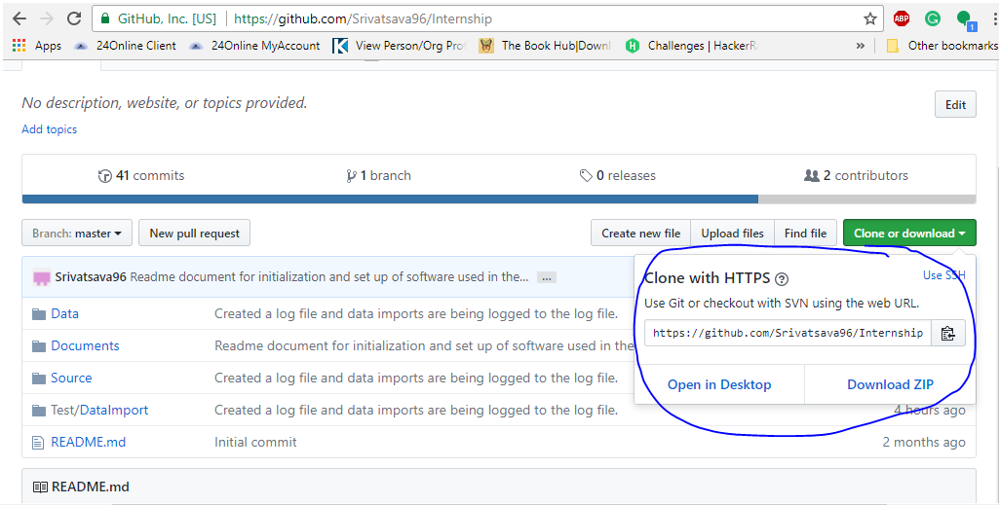 GitHub, Inc. [US] https://github.com/Srivatsava96/Internship ABP 1
Apps 24Online Client 24Online MyAccount View Person/Org Prof The Book Hub|Downl Challenges | HackerRa » Other bookmarks
No description, website, or topics provided. Edit
Add topics
41 commits 1 branch 0 releases 2 contributors
Branch: master New pull request Create new file Upload files Find file Clone or download
Srivatsava96 Readme document for initialization and set up of software used in the... ...
Clone with HTTPS ? Use SSH
Use Git or checkout with SVN using the web URL.
https://github.com/Srivatsava96/Internship
Open in Desktop Download ZIP
Data Created a log file and data imports are being logged to the log file.
Documents Readme document for initialization and set up of software used in the
Source Created a log file and data imports are being logged to the log file.
Test/DataImport Created a log file and data imports are being logged to the log file. 4 hours ago
README.md Initial commit 2 months ago
README.md